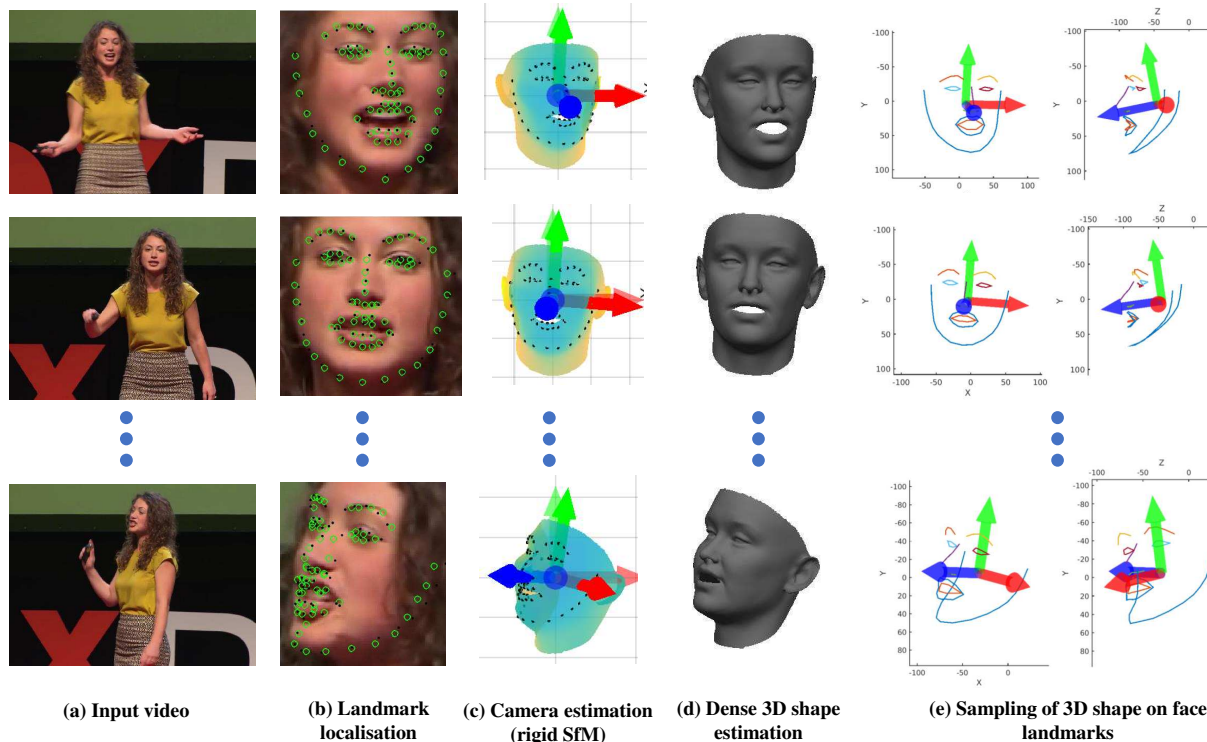 Z
-100 -50 0
-100
-50
Y 0
50
100
-50 0 50 100
-100
-50
Y 0
50
100
-100
-50
Y 0
50
100
-100 -50 0 50 100
X
-150 -100 -50 0
-100
-50
Y 0
50
100
-100
-80
-60
-40
-20
Y 0
20
40
60
80
-50 0
X
Z
-100 -50 0
-100
-80
-60
-40
-20
Y 0
20
40
60
80
X D
(a) Input video
(b) Landmark
localisation
(c) Camera estimation
(rigid SfM)
(d) Dense 3D shape
estimation
(e) Sampling of 3D shape on face
landmarks